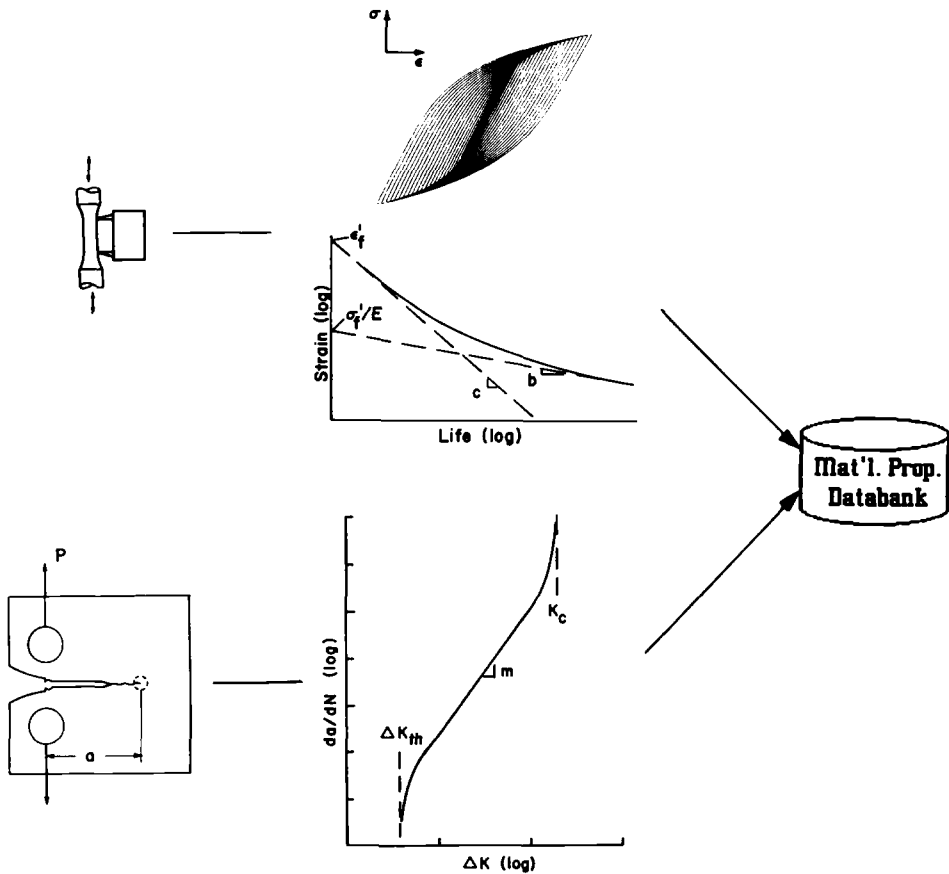 σ
ϵ
ϵ'f
σ'f/E
Strain (log)
b
c
Life (log)
Mat'l. Prop.
Databank
P
a
da/dN (log)
Kc
m
ΔKth
ΔK (log)